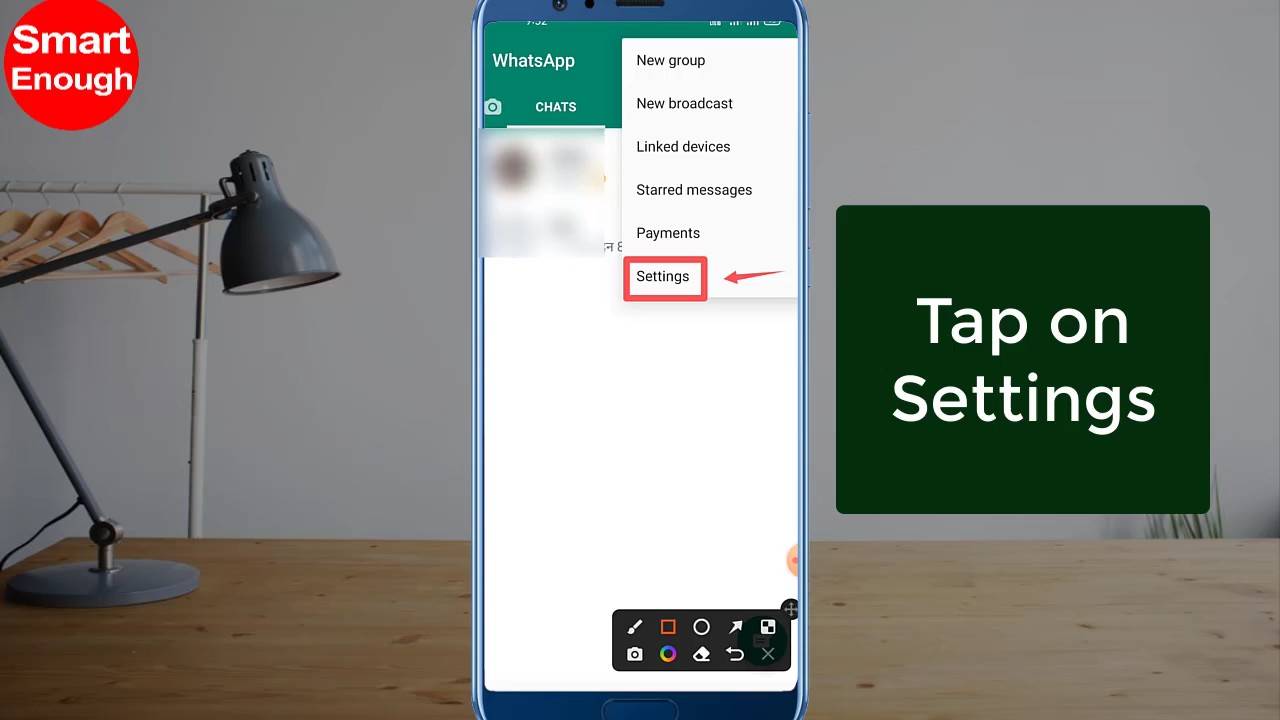 Smart
Enough
WhatsApp
CHATS
New group
New broadcast
Linked devices
Starred messages
Payments
Settings
Tap on
Settings